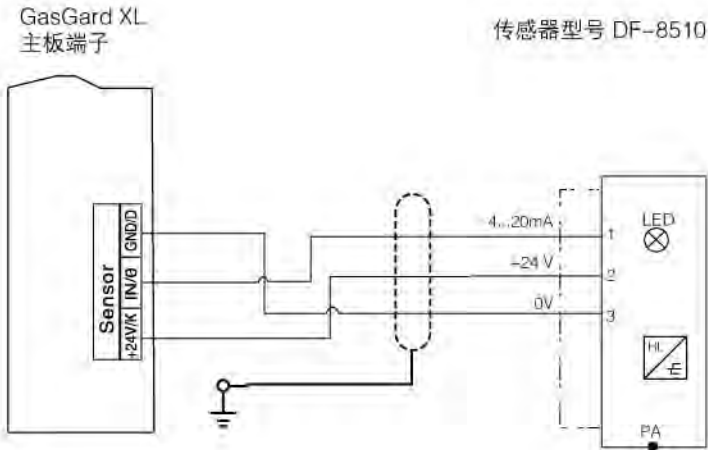 GasGard XL
主板端子
传感器型号 DF-8510
Sensor
GND/D
IN/θ
+24V/K
4...20mA
-24 V
0V
1
2
3
LED
HI.
PA